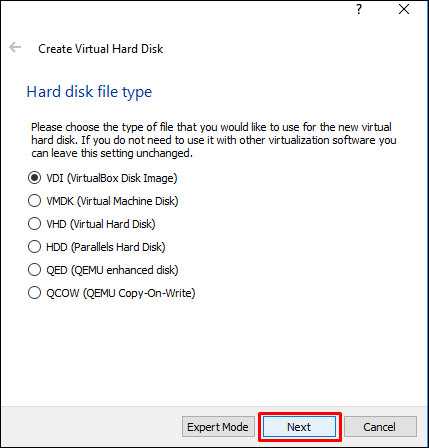 ?
Create Virtual Hard Disk
Hard disk file type
Please choose the type of file that you would like to use for the new virtual
hard disk. If you do not need to use it with other virtualization software you
can leave this setting unchanged.
VDI (VirtualBox Disk Image)
VMDK (Virtual Machine Disk)
VHD (Virtual Hard Disk)
HDD (Parallels Hard Disk)
QED (QEMU enhanced disk)
QCOW (QEMU Copy-On-Write)
Expert Mode Next Cancel